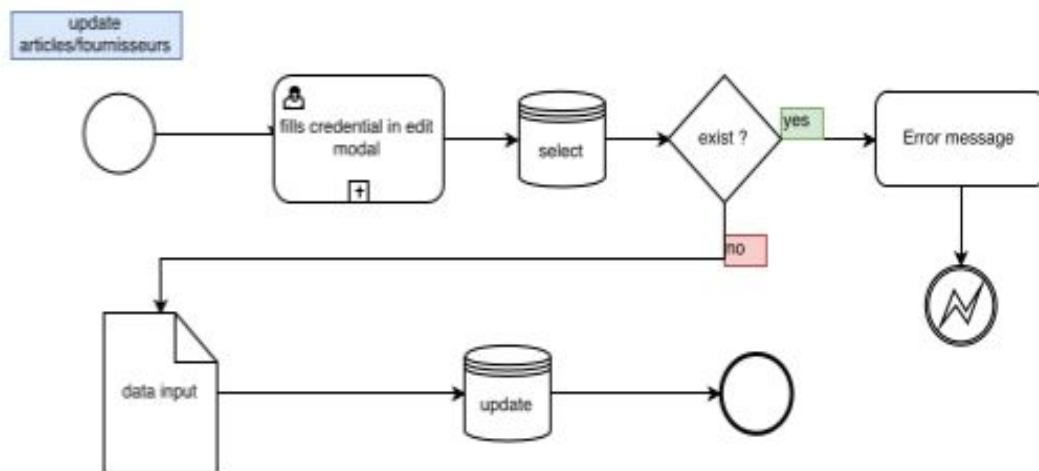 update
articles/fournisseurs
fills credential in edit
modal
select
exist ?
yes
Error message
no
data input
update